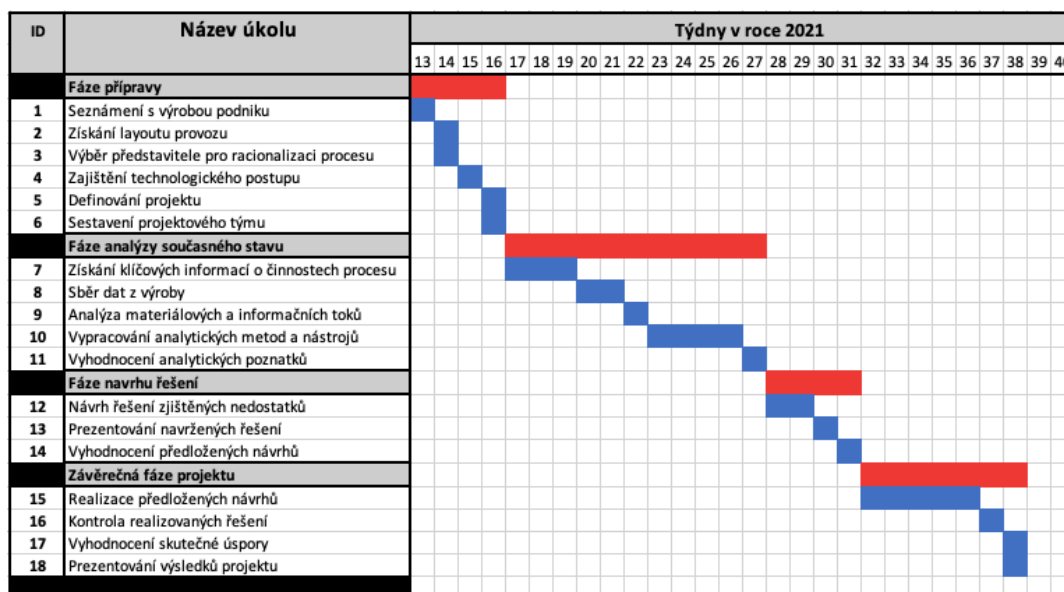 ID Název úkolu Týdny v roce 2021
13 14 15 16 17 18 19 20 21 22 23 24 25 26 27 28 29 30 31 32 33 34 35 36 37 38 39
Fáze přípravy
1 Seznámení s výrobou podniku
2 Získání layoutu provozu
3 Výběr představitele pro racionalizaci procesu
4 Zajištění technologického postupu
5 Definování projektu
6 Sestavení projektového týmu
Fáze analýzy současného stavu
7 Získání klíčových informací o činnostech procesu
8 Sběr dat z výroby
9 Analýza materiálových a informačních toků
10 Vypracování analytických metod a nástrojů
11 Vyhodnocení analytických poznatků
Fáze navrhu řešení
12 Návrh řešení zjištěných nedostatků
13 Prezentování navržených řešení
14 Vyhodnocení předložených návrhů
Závěrečná fáze projektu
15 Realizace předložených návrhů
16 Kontrola realizovaných řešení
17 Vyhodnocení skutečné úspory
18 Prezentování výsledků projektu